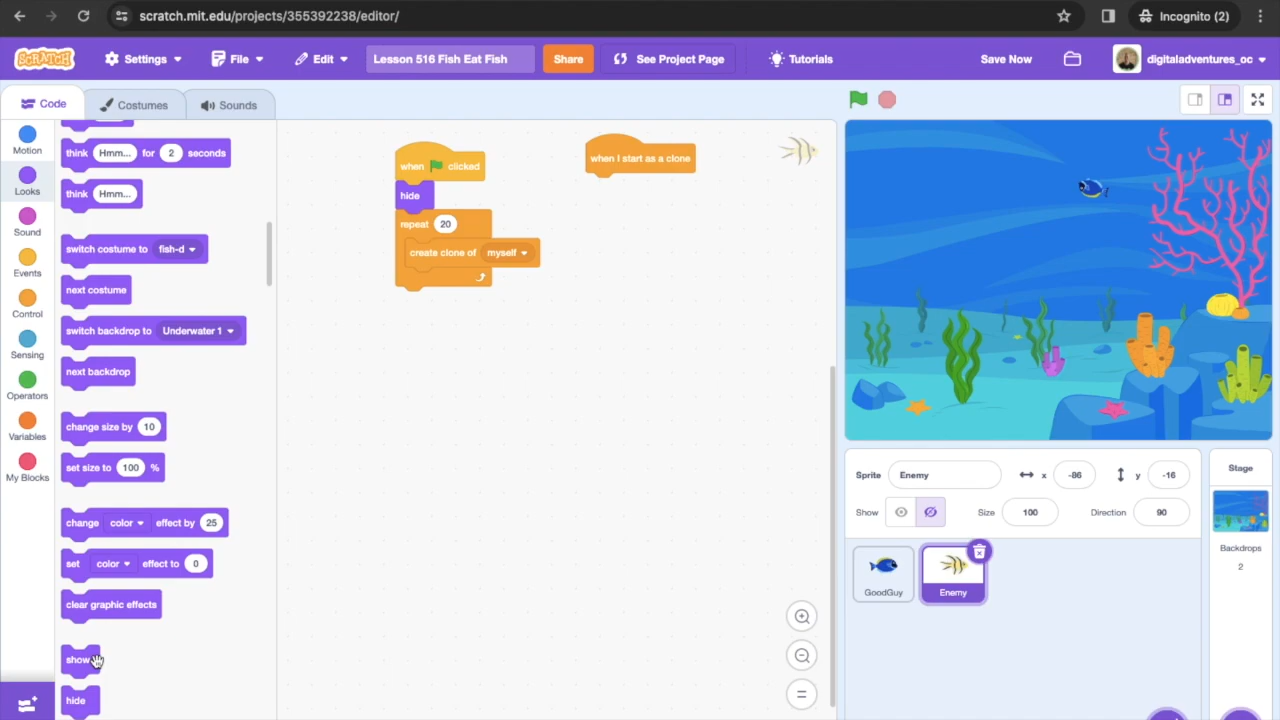 scratch.mit.edu/projects/355392238/editor/
Incognito (2)
SCRATCH
Settings
File
Edit
Lesson 516 Fish Eat Fish
Share
See Project Page
Tutorials
Save Now
digitaladventures_oc
Code
Costumes
Sounds
Motion
Looks
Sound
Events
Control
Sensing
Operators
Variables
My Blocks
think Hmm... for 2 seconds
think Hmm...
switch costume to fish-d
next costume
switch backdrop to Underwater 1
next backdrop
change size by 10
set size to 100 %
change color effect by 25
set color effect to 0
clear graphic effects
show
hide
when clicked
hide
repeat 20
create clone of myself
when I start as a clone
Sprite Enemy x -86 y -16
Show Size 100 Direction 90
GoodGuy
Enemy
Stage
Backdrops
2